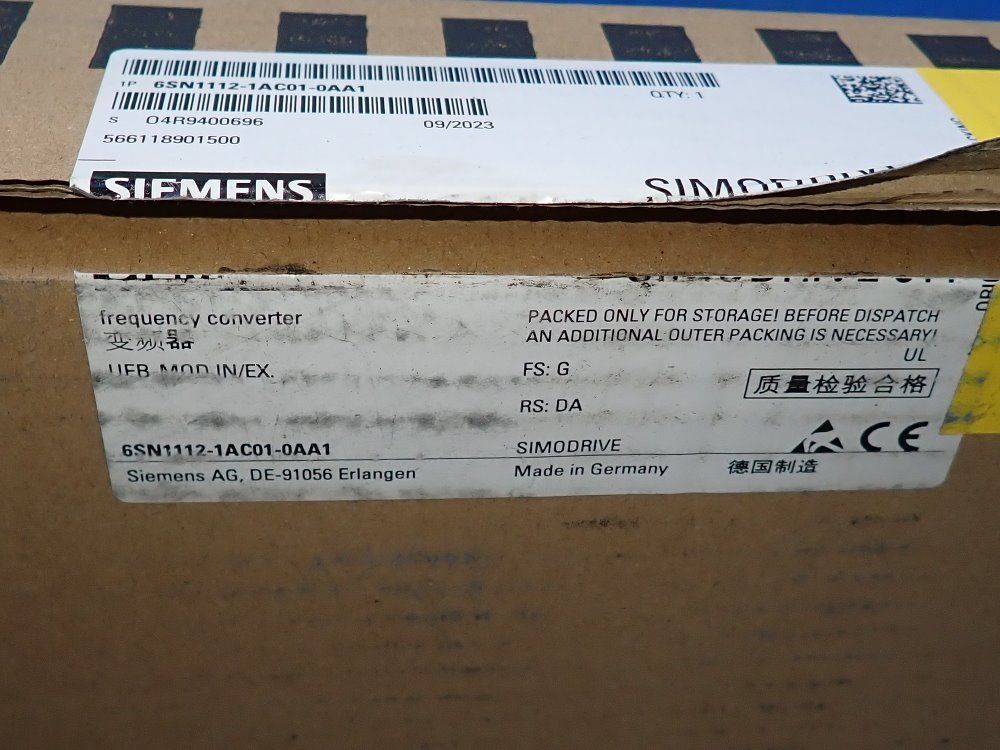 1P 6SN1112-1AC01-0AA1
QTY: 1
S O4R9400696
09/2023
566118901500
SIEMENS
SIMODRIVE
frequency converter
变频器
PACKED ONLY FOR STORAGE! BEFORE DISPATCH
AN ADDITIONAL OUTER PACKING IS NECESSARY!
UL
UEB-MOD IN/EX.
FS: G
质量检验合格
RS: DA
6SN1112-1AC01-0AA1
SIMODRIVE
CE
Siemens AG, DE-91056 Erlangen
Made in Germany
德国制造